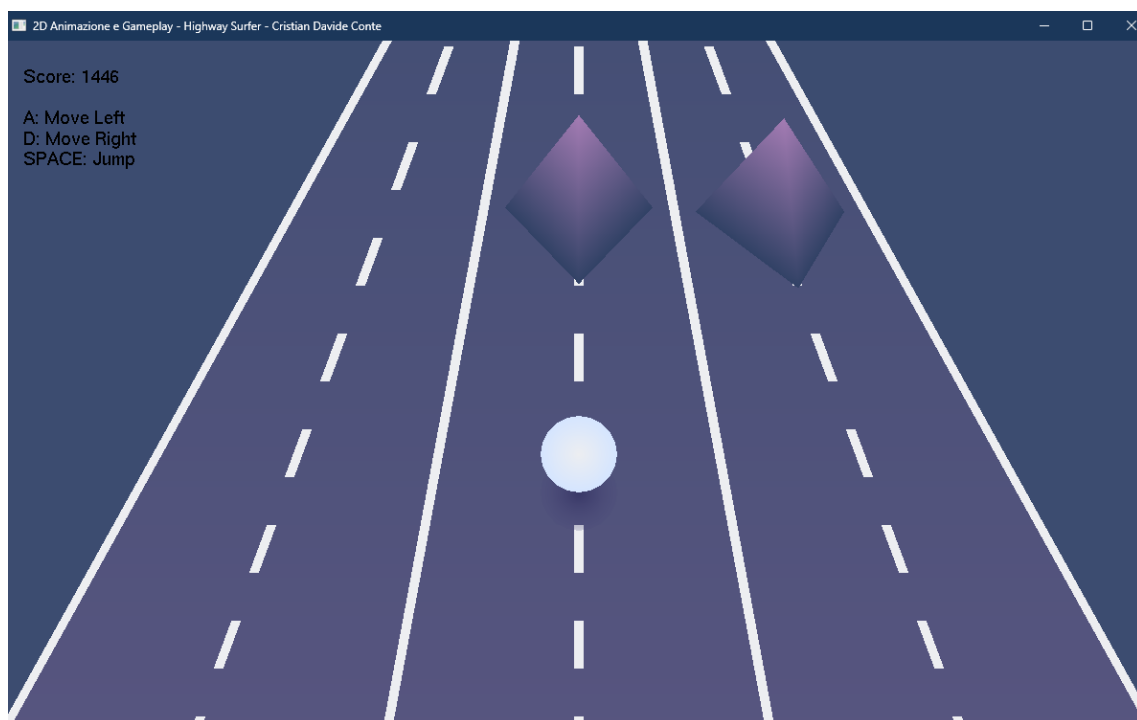 2D Animazione e Gameplay - Highway Surfer - Cristian Davide Conte
Score: 1446
A: Move Left
D: Move Right
SPACE: Jump